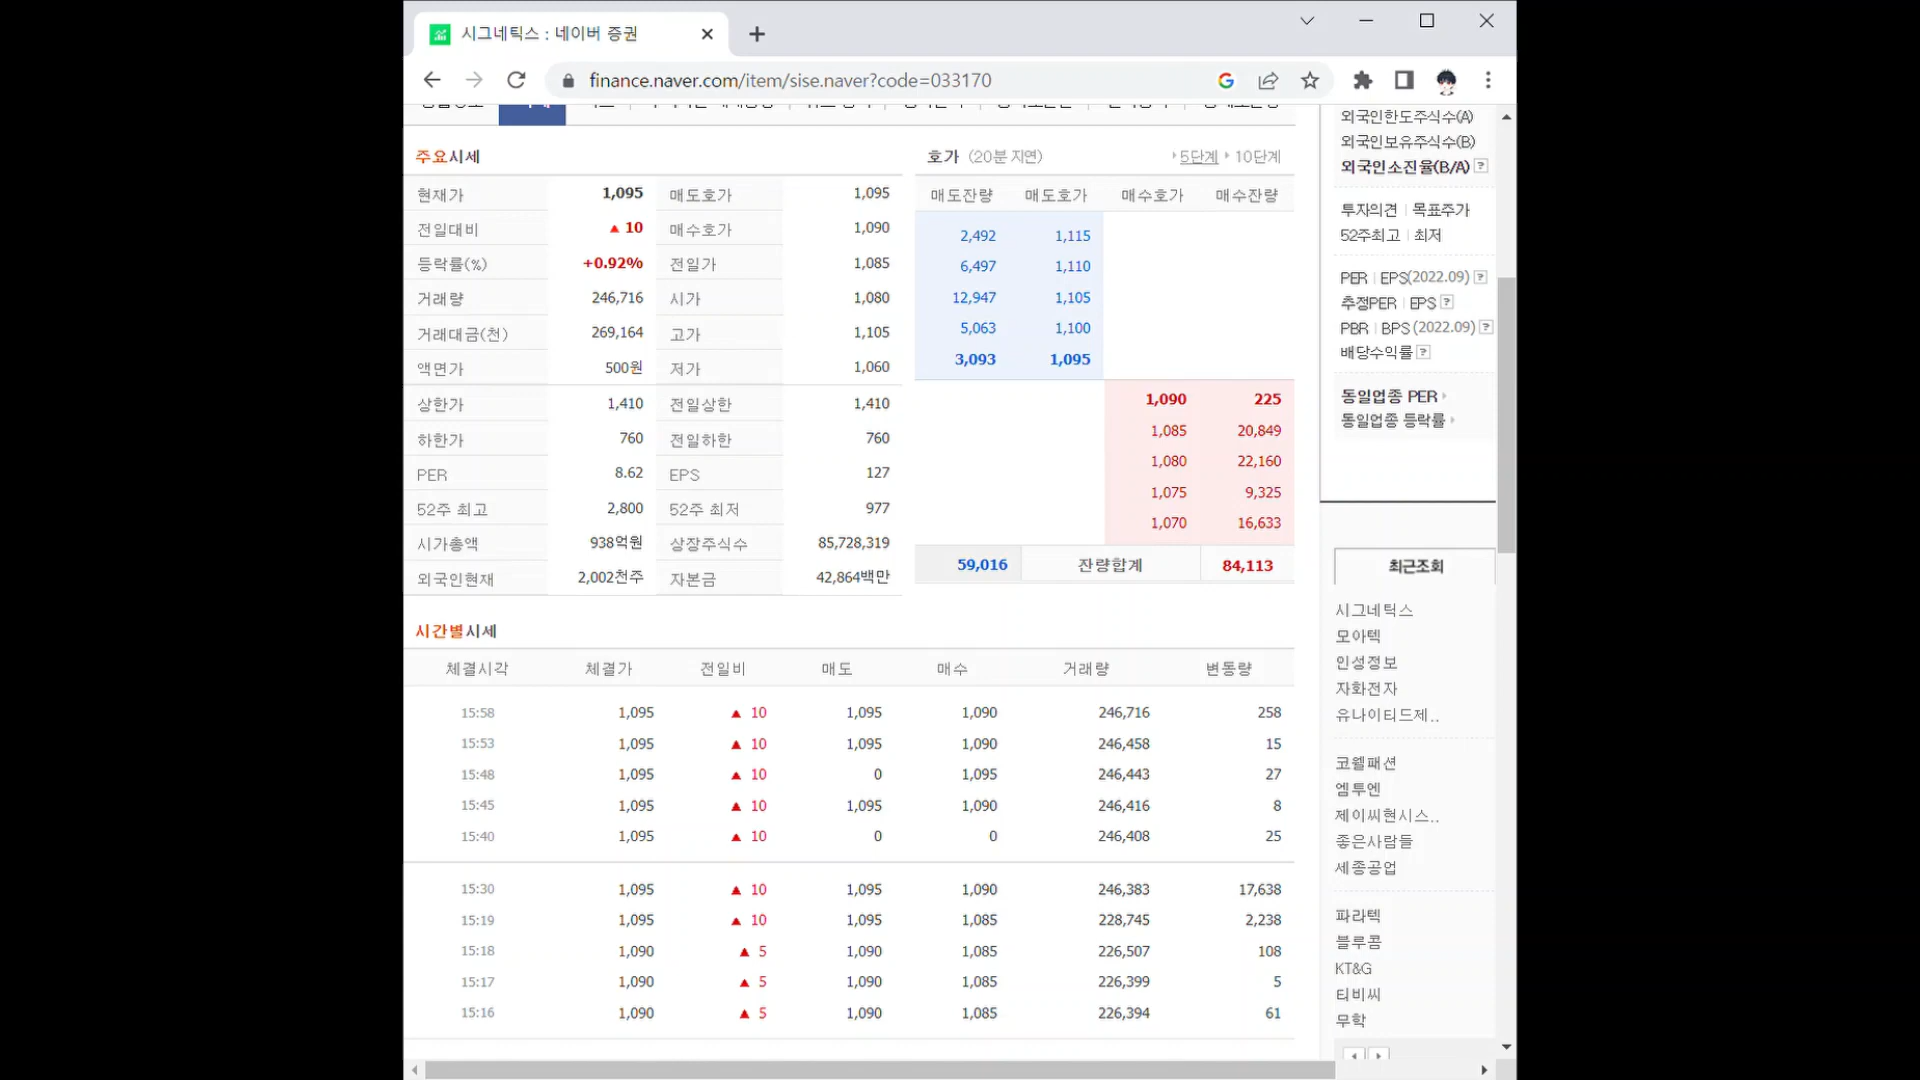 시그네틱스 : 네이버 증권
finance.naver.com/item/sise.naver?code=033170
주요시세
현재가 1,095 매도호가 1,095
전일대비 ▲ 10 매수호가 1,090
등락률(%) +0.92% 전일가 1,085
거래량 246,716 시가 1,080
거래대금(천) 269,164 고가 1,105
액면가 500원 저가 1,060
상한가 1,410 전일상한 1,410
하한가 760 전일하한 760
PER 8.62 EPS 127
52주 최고 2,800 52주 최저 977
시가총액 938억원 상장주식수 85,728,319
외국인현재 2,002천주 자본금 42,864백만
호가 (20분 지연) 5단계 10단계
매도잔량 매도호가 매수호가 매수잔량
2,492 1,115
6,497 1,110
12,947 1,105
5,063 1,100
3,093 1,095
1,090 225
1,085 20,849
1,080 22,160
1,075 9,325
1,070 16,633
59,016 잔량합계 84,113
시간별시세
체결시각 체결가 전일비 매도 매수 거래량 변동량
15:58 1,095 ▲ 10 1,095 1,090 246,716 258
15:53 1,095 ▲ 10 1,095 1,090 246,458 15
15:48 1,095 ▲ 10 0 1,095 246,443 27
15:45 1,095 ▲ 10 1,095 1,090 246,416 8
15:40 1,095 ▲ 10 0 0 246,408 25
15:30 1,095 ▲ 10 1,095 1,090 246,383 17,638
15:19 1,095 ▲ 10 1,095 1,085 228,745 2,238
15:18 1,090 ▲ 5 1,090 1,085 226,507 108
15:17 1,090 ▲ 5 1,090 1,085 226,399 5
15:16 1,090 ▲ 5 1,090 1,085 226,394 61
외국인한도주식수(A)
외국인보유주식수(B)
외국인소진율(B/A) ?
투자의견 | 목표주가
52주최고 | 최저
PER | EPS(2022.09) ?
추정PER | EPS ?
PBR | BPS (2022.09) ?
배당수익률 ?
동일업종 PER
동일업종 등락률
최근조회
시그네틱스
모아텍
인성정보
자화전자
유나이티드제..
코웰패션
엠투엔
제이씨현시스..
좋은사람들
세종공업
파라텍
블루콤
KT&G
티비씨
무학